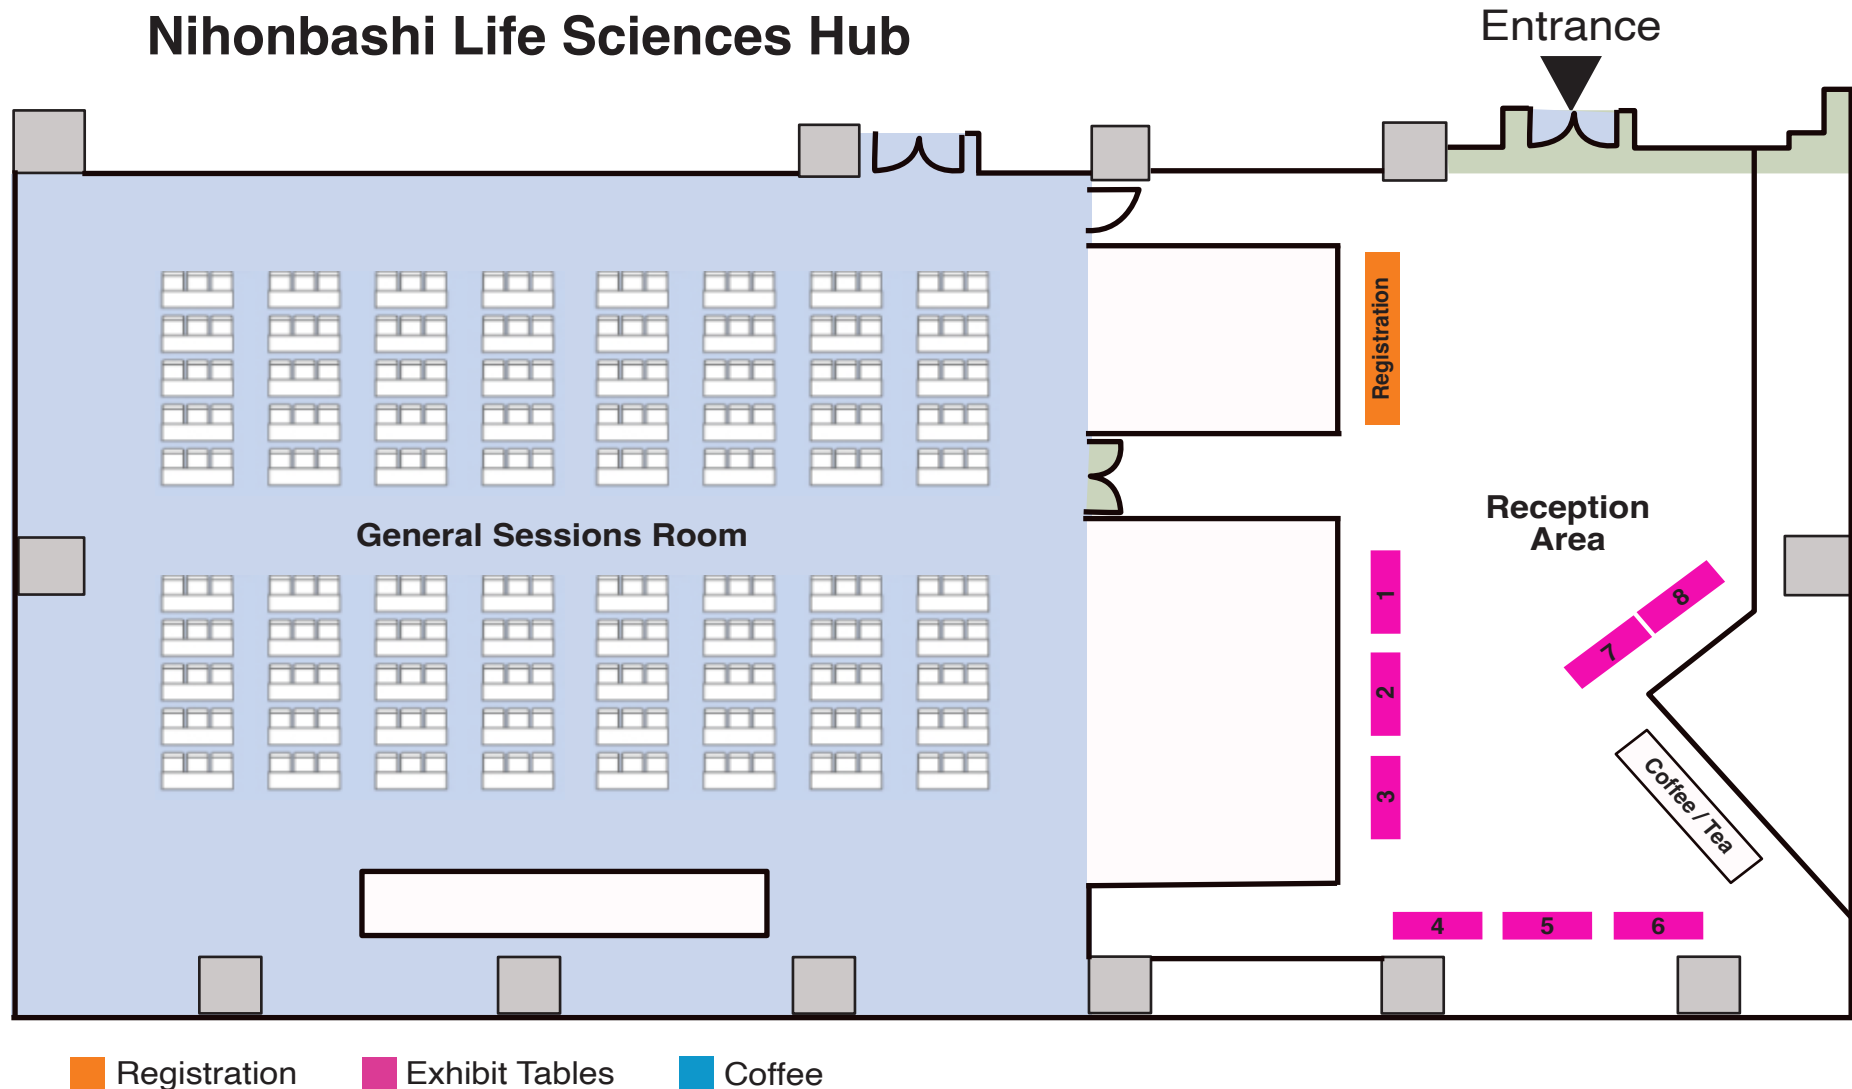 Nihonbashi Life Sciences Hub
Entrance
Registration
General Sessions Room
Reception
Area
1
2
3
8
7
Coffee / Tea
4
5
6
Registration
Exhibit Tables
Coffee